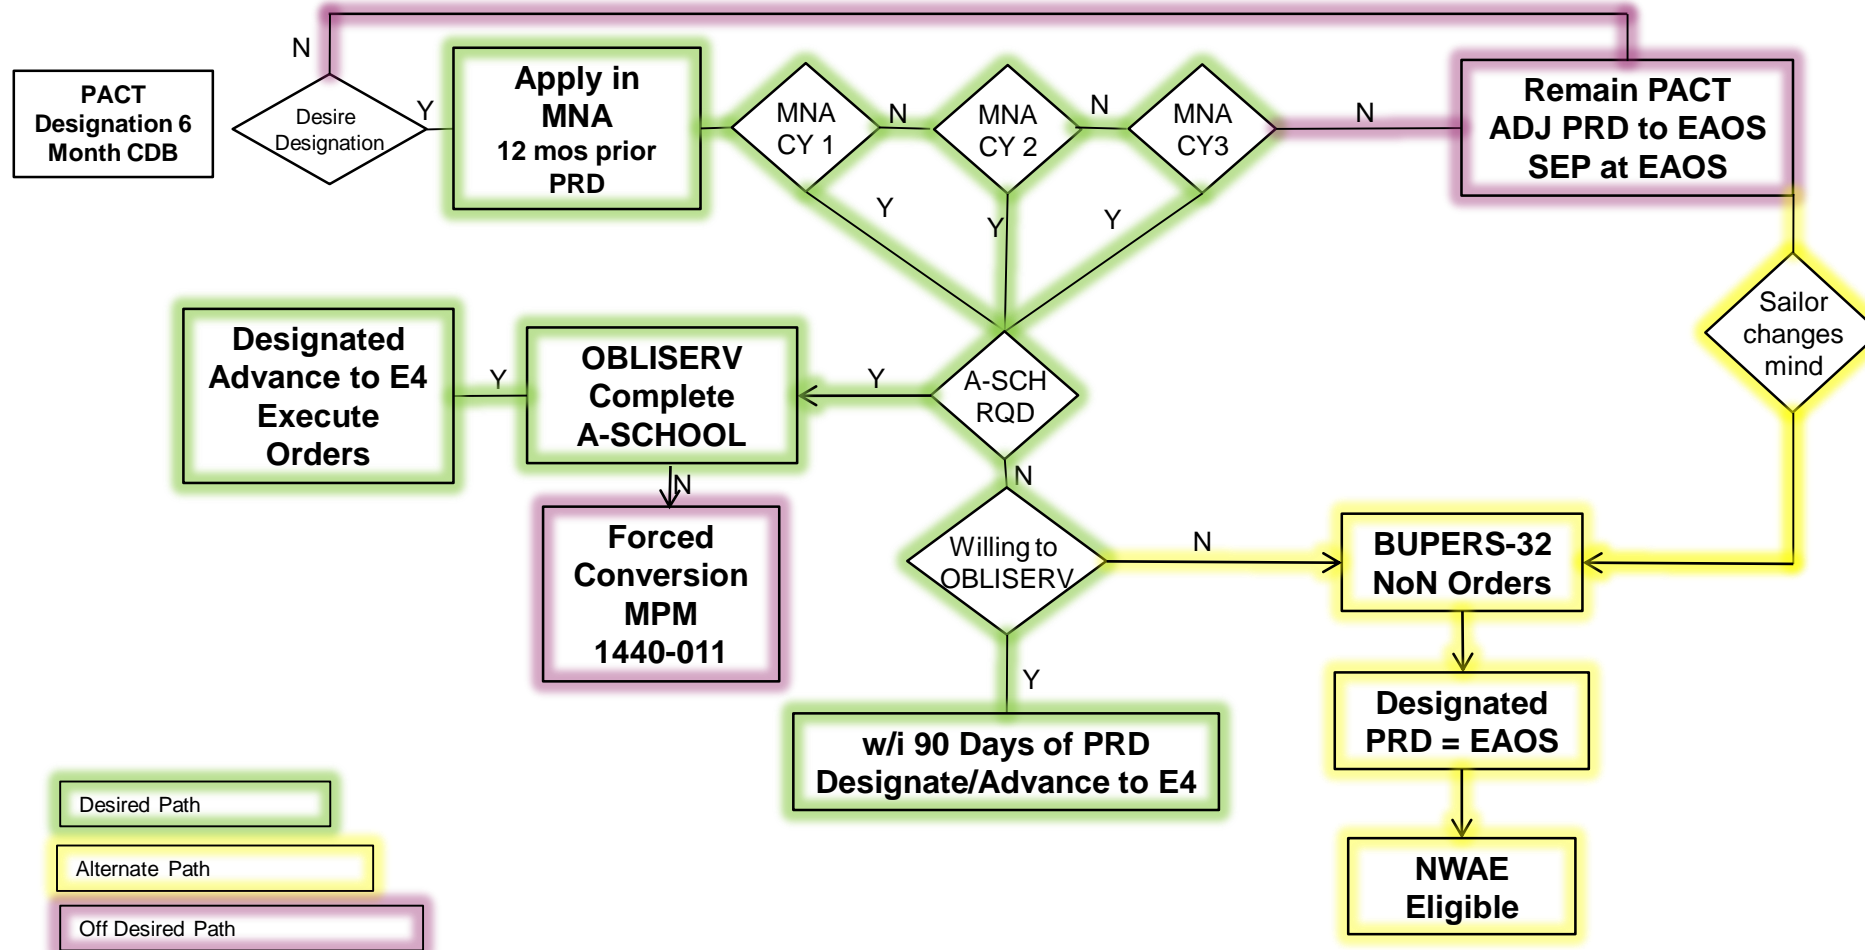 N
PACT
Designation 6
Month CDB
Desire
Designation
Y
Apply in
MNA
12 mos prior
PRD
MNA
CY 1
N
MNA
CY 2
N
MNA
CY3
N
Remain PACT
ADJ PRD to EAOS
SEP at EAOS
Y
Y
Y
Sailor
changes
mind
Designated
Advance to E4
Execute
Orders
Y
OBLISERV
Complete
A-SCHOOL
Y
A-SCH
RQD
N
N
Forced
Conversion
MPM
1440-011
Willing to
OBLISERV
N
BUPERS-32
NoN Orders
Y
w/i 90 Days of PRD
Designate/Advance to E4
Designated
PRD = EAOS
NWAE
Eligible
Desired Path
Alternate Path
Off Desired Path